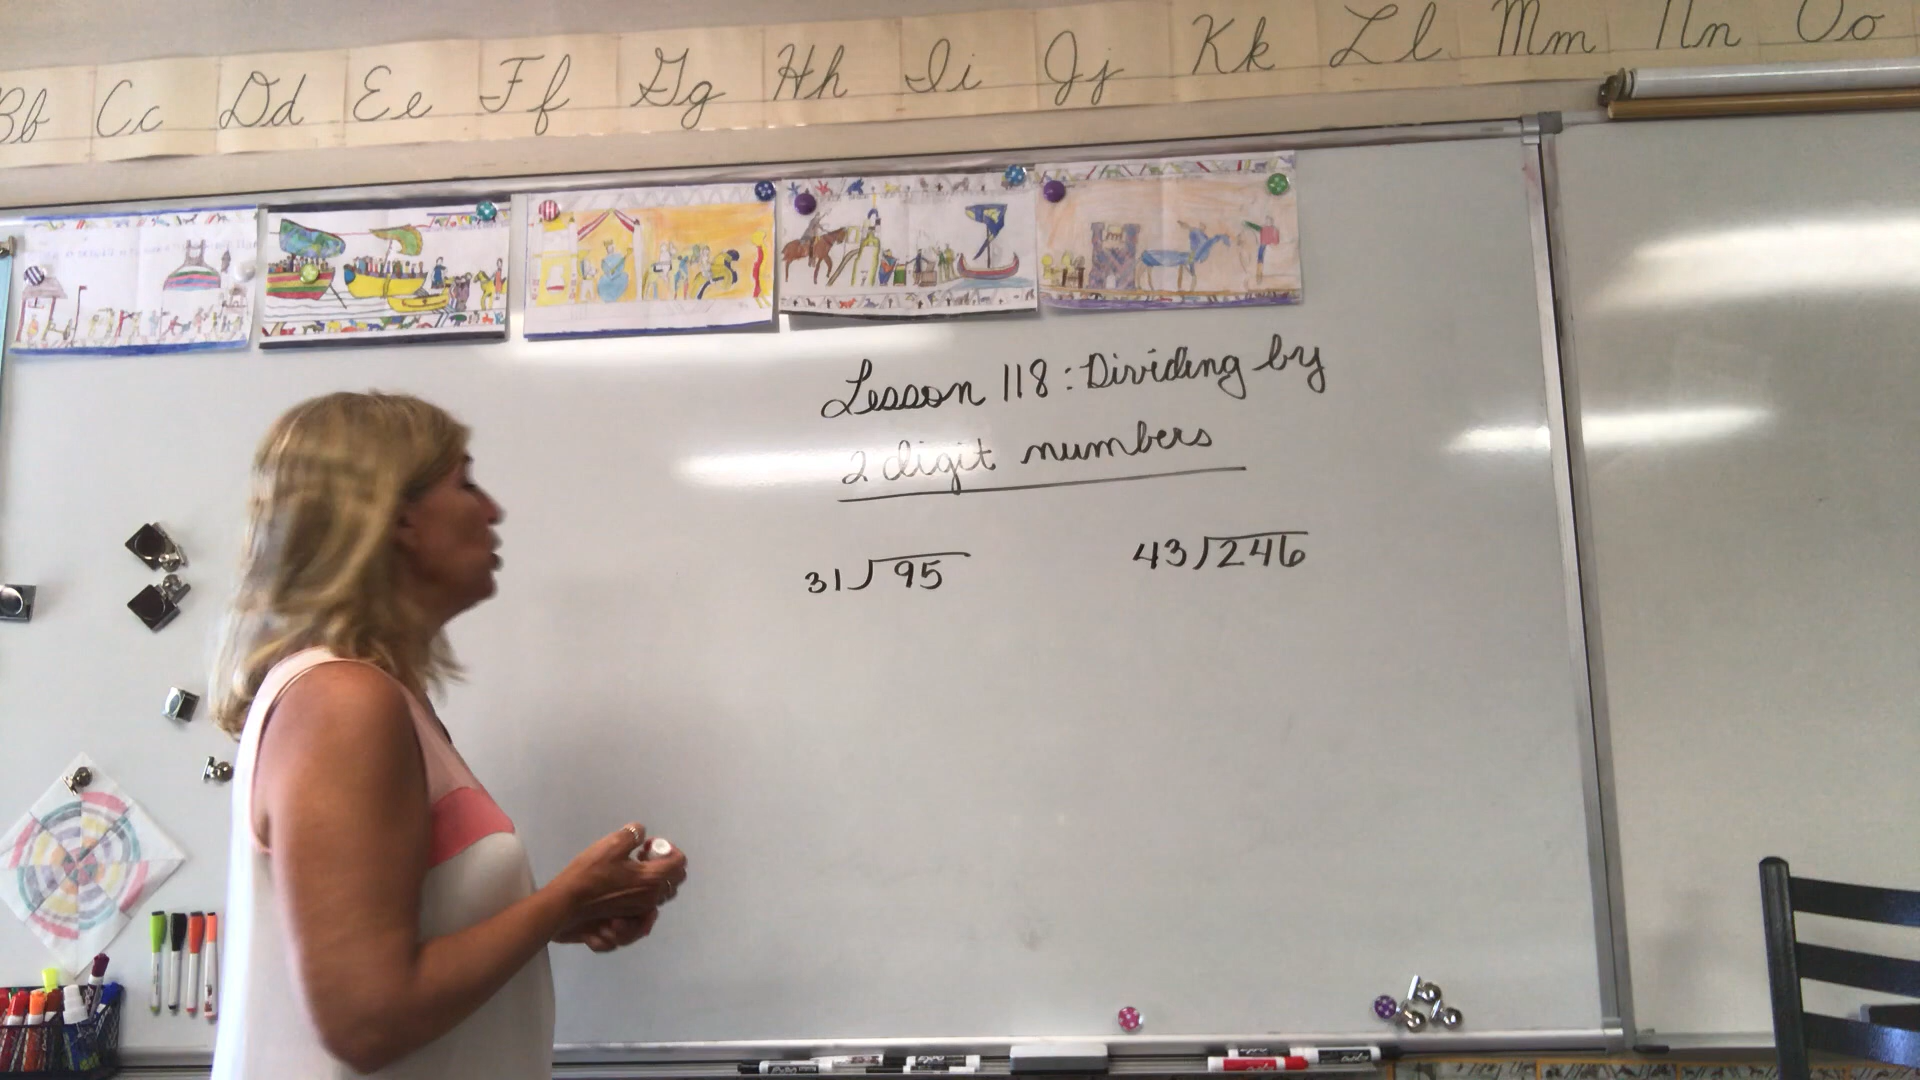 Bb Cc Dd Ee Ff Gg Hh Ii Jj Kk Ll Mm Nn Oo
Lesson 118: Dividing by
2 digit numbers
31)95
43)246